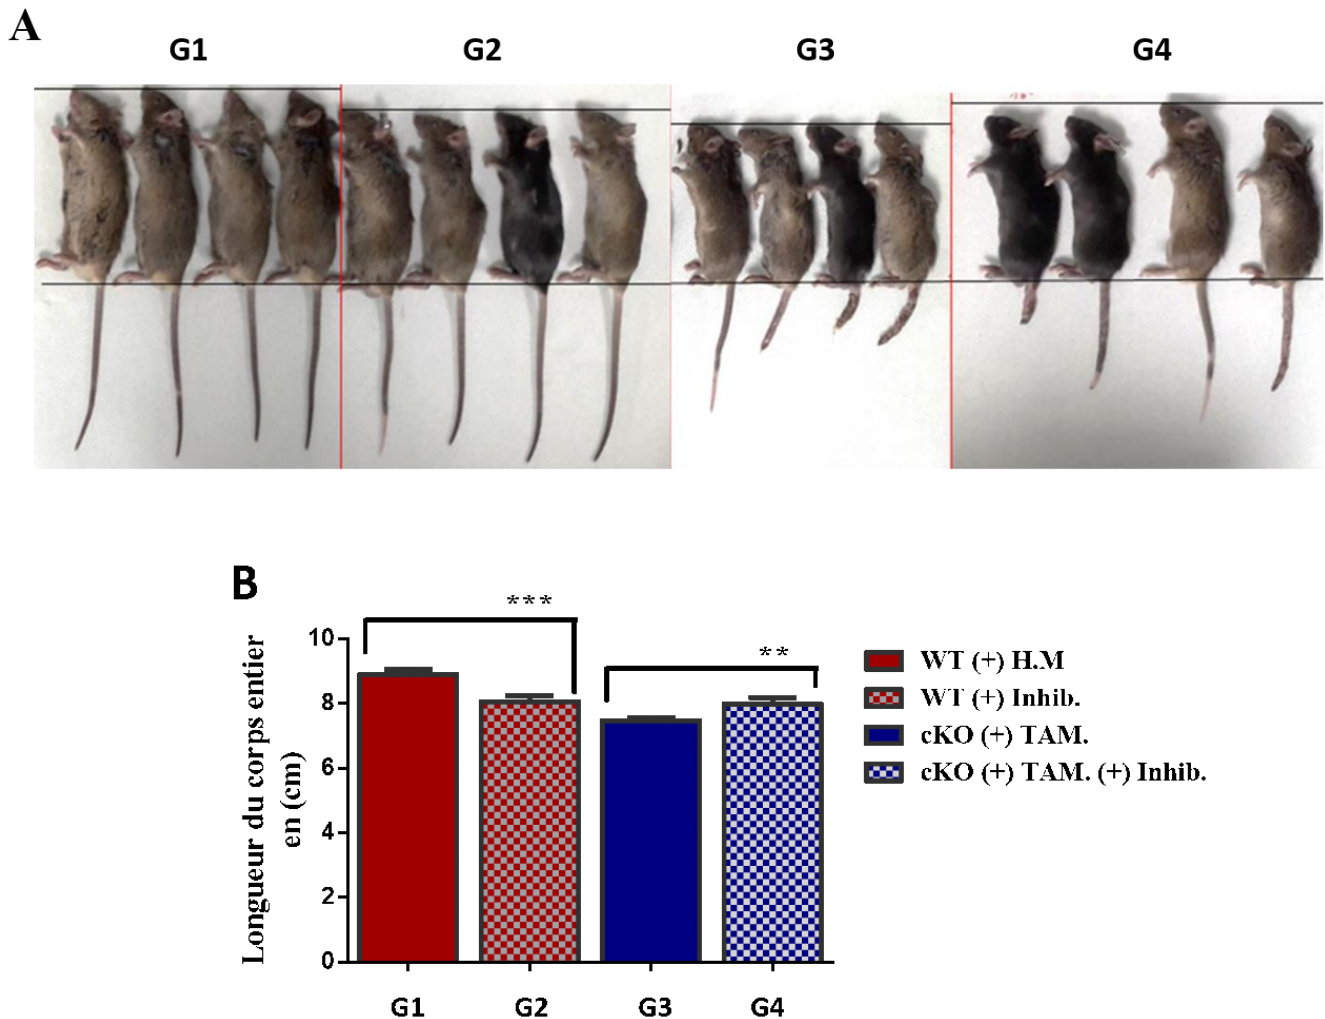 A
G1 G2 G3 G4
B
***
**
Longueur du corps entier
en (cm)
10
8
6
4
2
0
G1 G2 G3 G4
WT (+) H.M
WT (+) Inhib.
cKO (+) TAM.
cKO (+) TAM. (+) Inhib.